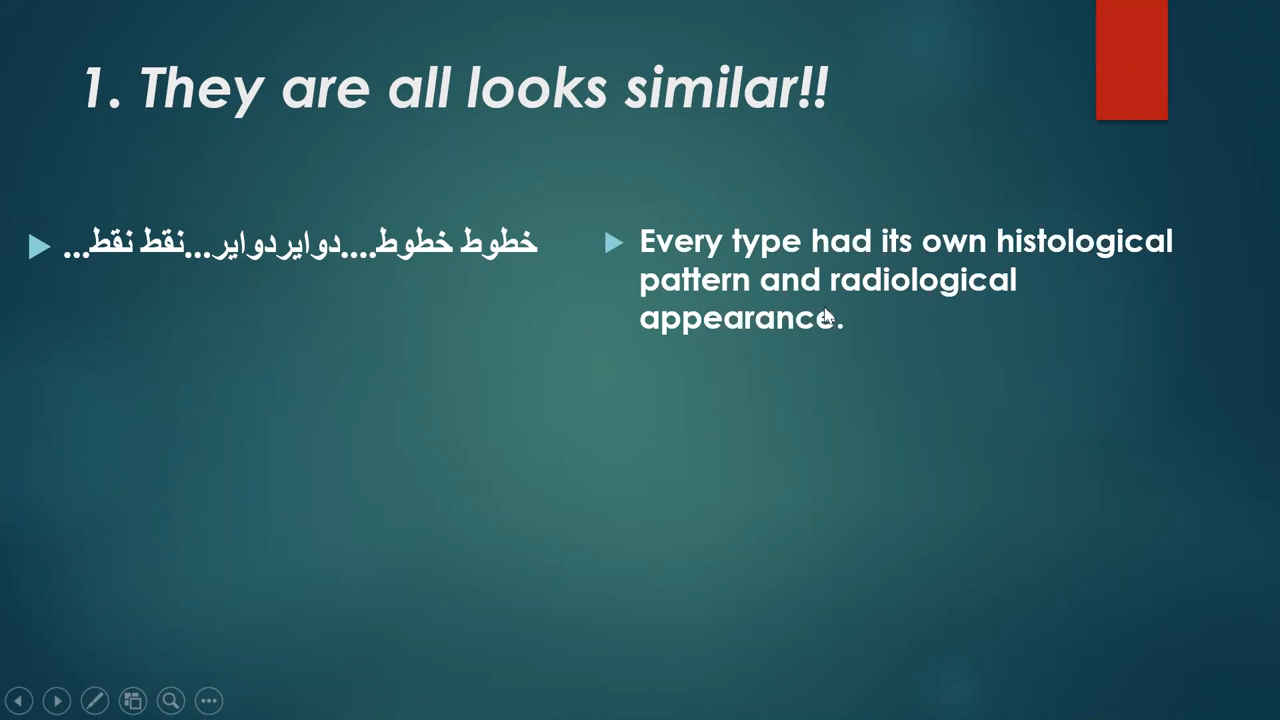 1. They are all looks similar!!
خطوط خطوط....دوايردواير...نقط نقط...
Every type had its own histological
pattern and radiological
appearance.